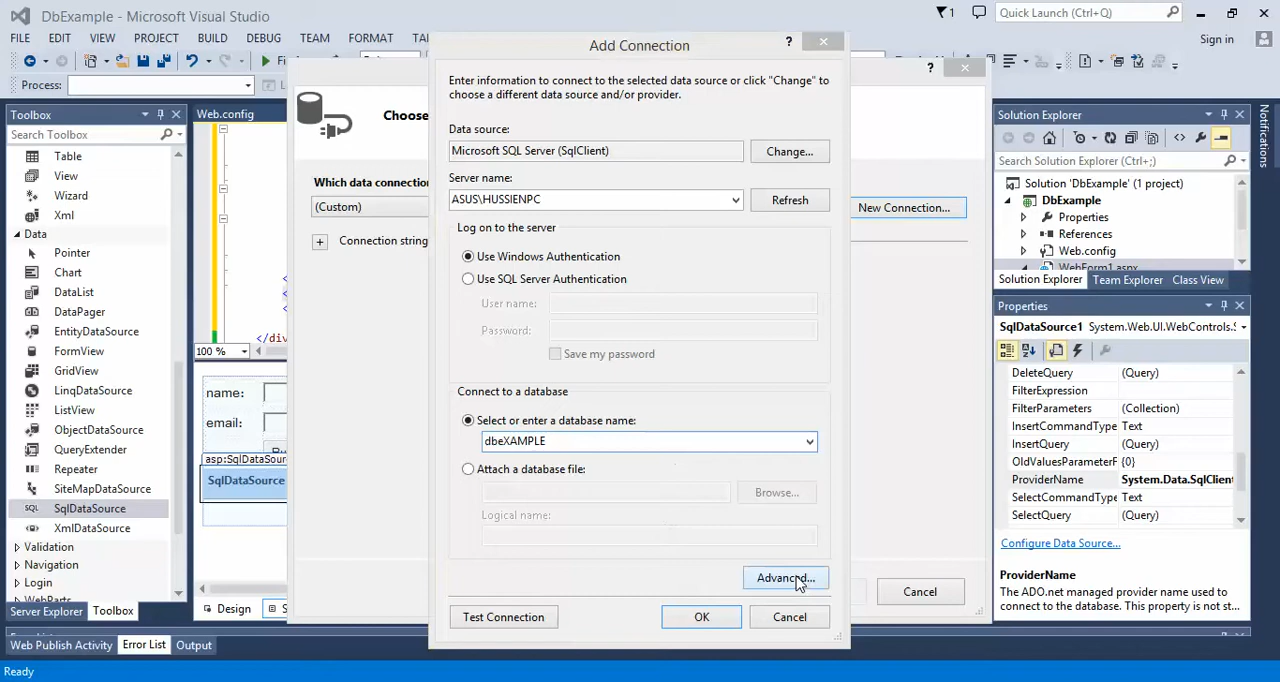 DbExample - Microsoft Visual Studio
1
Quick Launch (Ctrl+Q)
FILE EDIT VIEW PROJECT BUILD DEBUG TEAM FORMAT
Sign in
Process:
Toolbox
Search Toolbox
Table
View
Wizard
Xml
Data
Pointer
Chart
DataList
DataPager
EntityDataSource
FormView
GridView
LinqDataSource
ListView
ObjectDataSource
QueryExtender
Repeater
SiteMapDataSource
SqlDataSource
XmlDataSource
Validation
Navigation
Login
WebParts
Server Explorer Toolbox
Web.config
</div
100 %
name:
email:
asp:SqlDataSour
SqlDataSource
Design
Choose
Which data connection
(Custom)
Connection string
New Connection...
Cancel
Add Connection
?
Enter information to connect to the selected data source or click "Change" to
choose a different data source and/or provider.
Data source:
Microsoft SQL Server (SqlClient)
Change...
Server name:
ASUS\HUSSIENPC
Refresh
Log on to the server
Use Windows Authentication
Use SQL Server Authentication
User name:
Password:
Save my password
Connect to a database
Select or enter a database name:
dbeXAMPLE
Attach a database file:
Browse...
Logical name:
Advanced...
Test Connection
OK
Cancel
?
Solution Explorer
Search Solution Explorer (Ctrl+;)
Solution 'DbExample' (1 project)
DbExample
Properties
References
Web.config
WebForm1.aspx
Solution Explorer Team Explorer Class View
Notifications
Properties
SqlDataSource1 System.Web.UI.WebControls.S
DeleteQuery (Query)
FilterExpression
FilterParameters (Collection)
InsertCommandType Text
InsertQuery (Query)
OldValuesParameterF {0}
ProviderName System.Data.SqlClient
SelectCommandType Text
SelectQuery (Query)
Configure Data Source...
ProviderName
The ADO.net managed provider name used to
connect to the database. This property is not st...
Web Publish Activity Error List Output
Ready